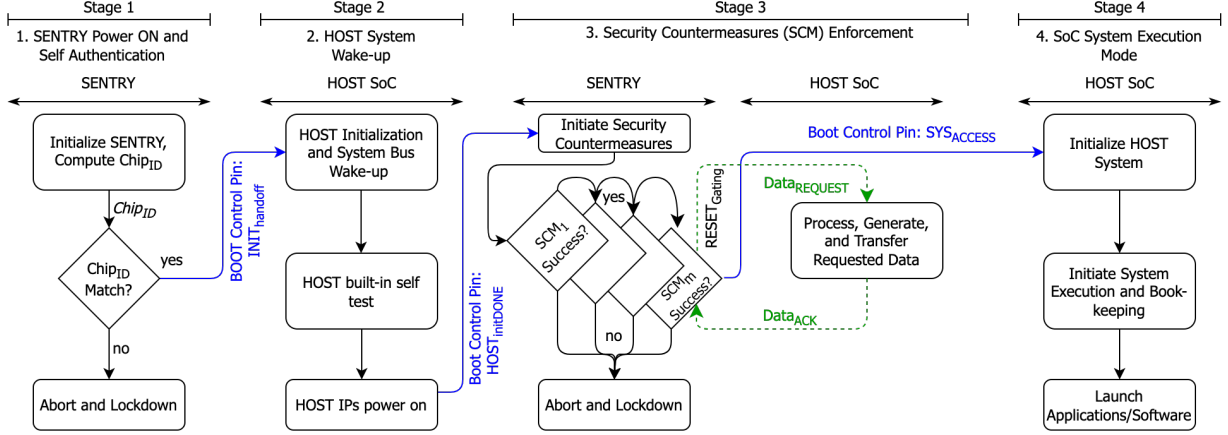 Stage 1
1. SENTRY Power ON and
Self Authentication
SENTRY
Initialize SENTRY,
Compute ChipID
ChipID
ChipID
Match?
yes
no
Abort and Lockdown
BOOT Control Pin:
INIThandoff
Stage 2
2. HOST System
Wake-up
HOST SoC
HOST Initialization
and System Bus
Wake-up
HOST built-in self
test
HOST IPs power on
Boot Control Pin:
HOSTinitDONE
Stage 3
3. Security Countermeasures (SCM) Enforcement
SENTRY
Initiate Security
Countermeasures
yes
SCM1
Success?
SCMm
Success?
no
Abort and Lockdown
RESETGating
HOST SoC
Boot Control Pin: SYSACCESS
DataREQUEST
Process, Generate,
and Transfer
Requested Data
DataACK
Stage 4
4. SoC System Execution
Mode
HOST SoC
Initialize HOST
System
Initiate System
Execution and Book-
keeping
Launch
Applications/Software